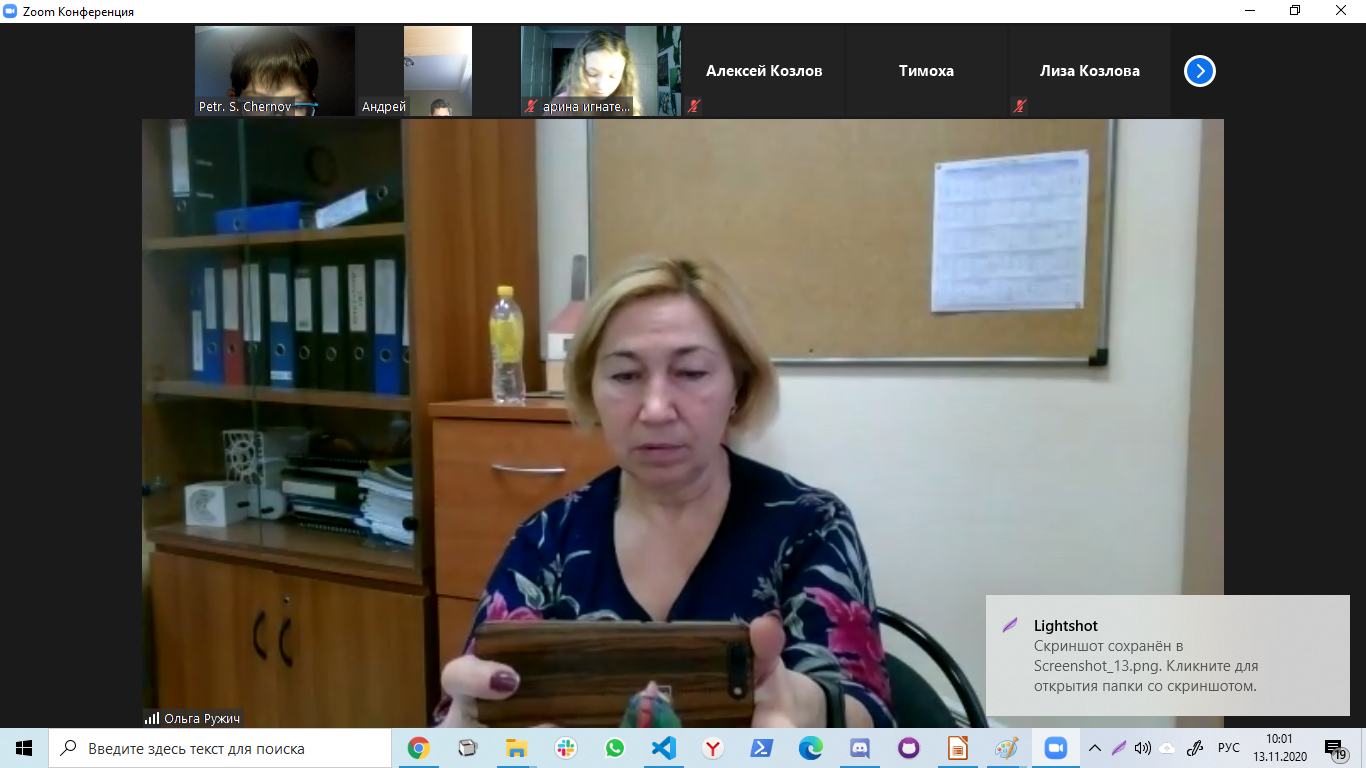 Zoom Конференция
Petr. S. Chernov
Андрей
арина игнате...
Алексей Козлов
Тимоха
Лиза Козлова
Lightshot
Скриншот сохранён в
Screenshot_13.png. Кликните для
открытия папки со скриншотом.
Ольга Ружич
Введите здесь текст для поиска
РУС
10:01
13.11.2020
19